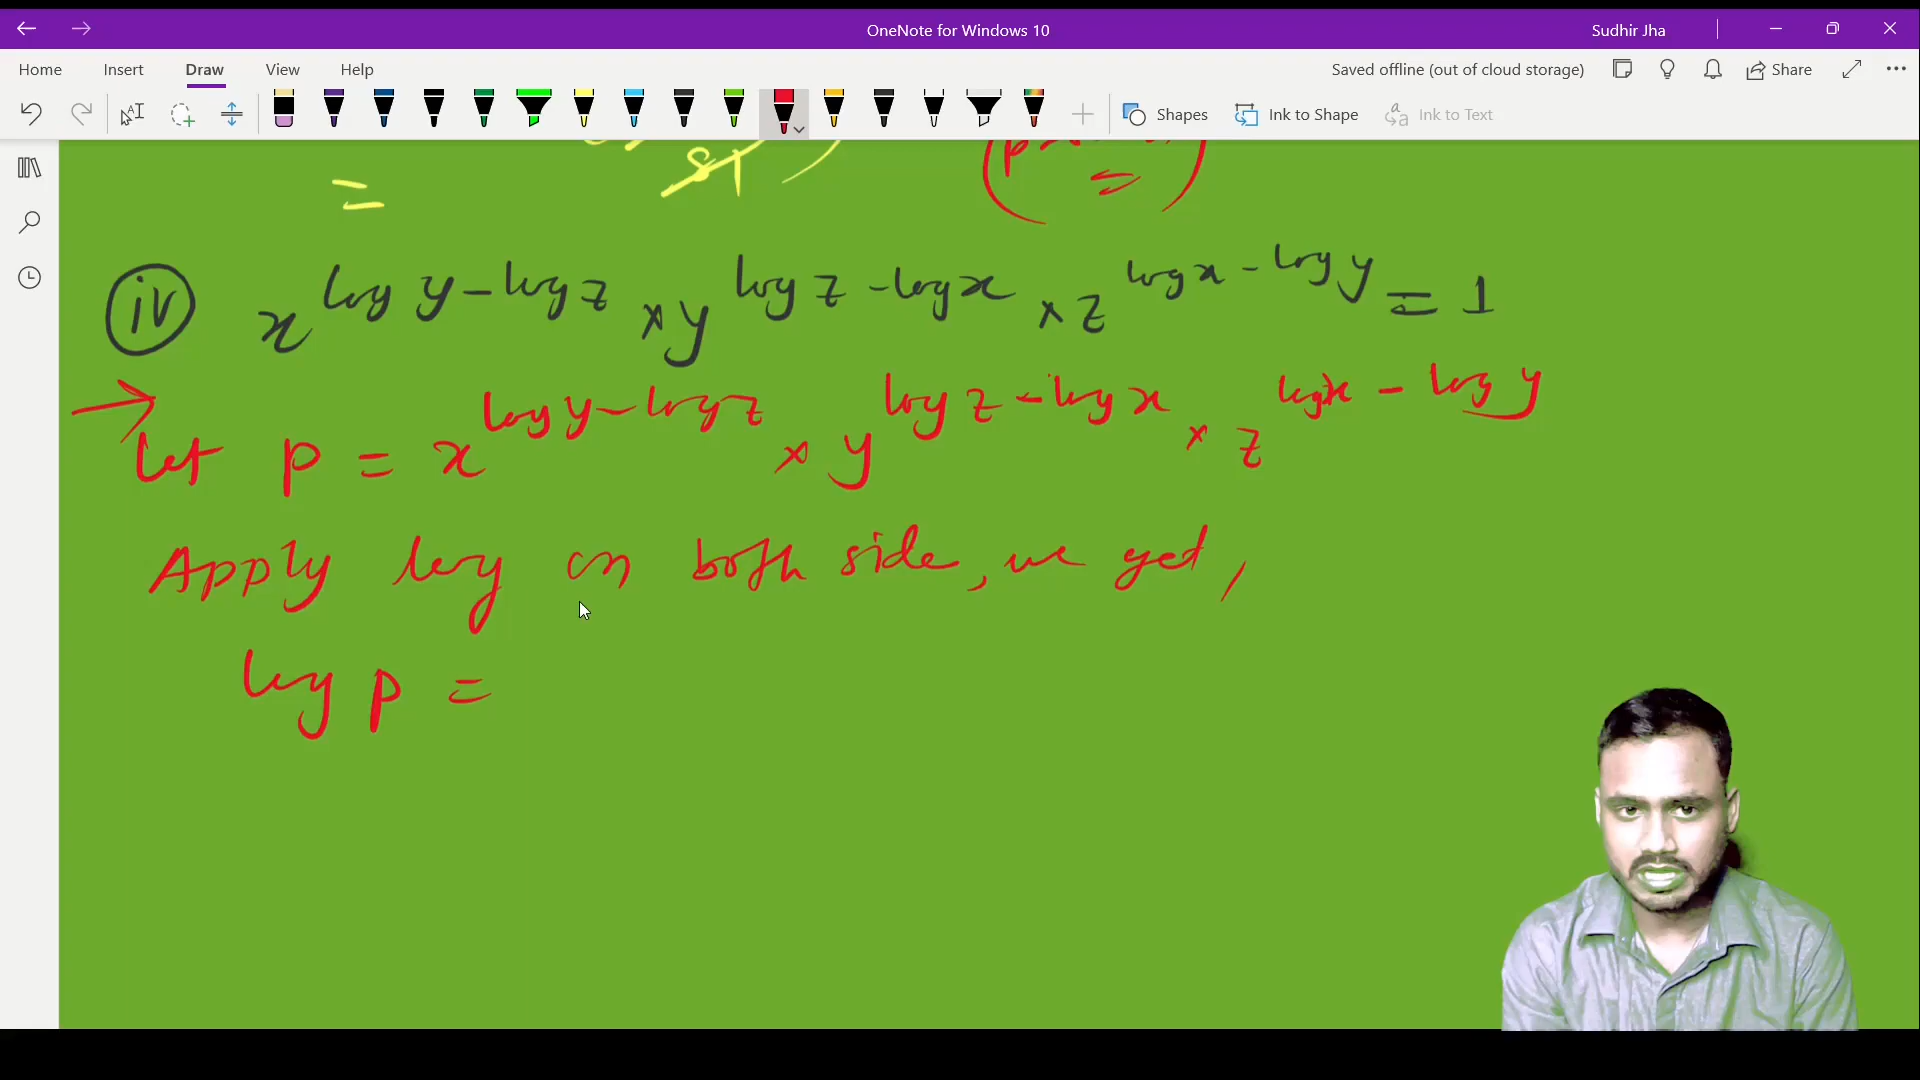 OneNote for Windows 10
Sudhir Jha
Home Insert Draw View Help
Saved offline (out of cloud storage) Share
Shapes Ink to Shape Ink to Text
=
(iv) x^(log y - log z) × y^(log z - log x) × z^(log x - log y) = 1
→
Let p = x^(log y - log z) × y^(log z - log x) × z^(log x - log y)
Apply log on both side, we get,
log p =